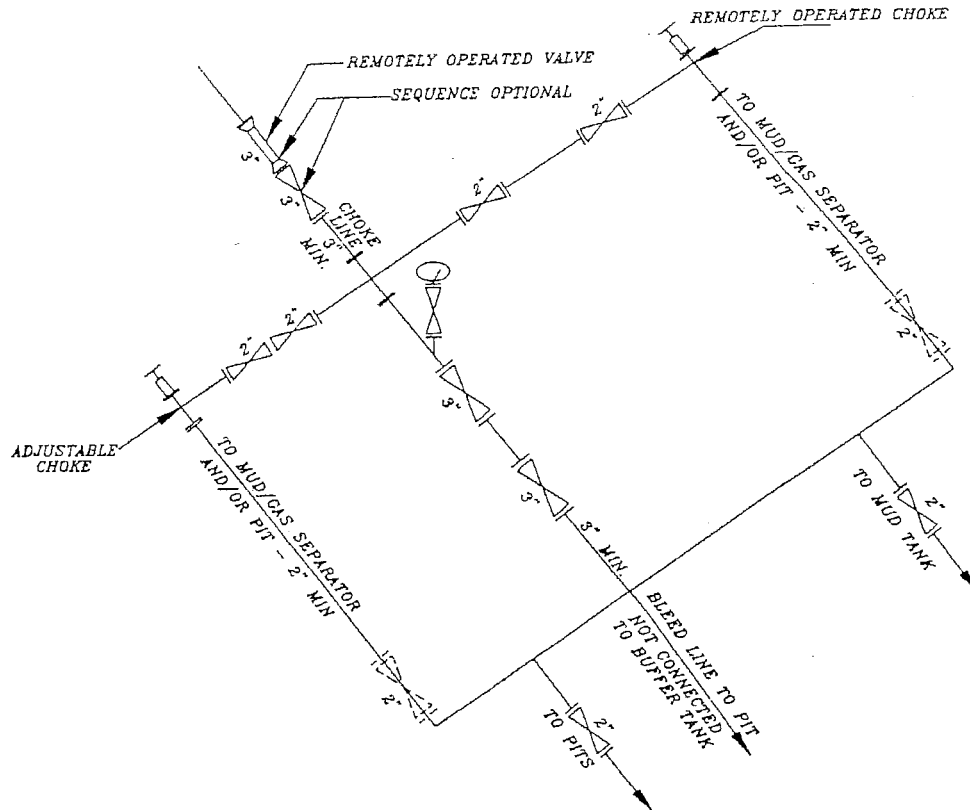 REMOTELY OPERATED CHOKE
REMOTELY OPERATED VALVE
SEQUENCE OPTIONAL
3"
3"
CHOKE
LINE
3"
MIN.
2"
2"
TO MUD/GAS SEPARATOR
AND/OR PIT - 2" MIN
2"
2"
2"
ADJUSTABLE
CHOKE
TO MUD/GAS SEPARATOR
AND/OR PIT - 2" MIN
2"
3"
3"
3" MIN.
BLEED LINE TO PIT
NOT CONNECTED
TO BUFFER TANK
2"
TO MUD TANK
2"
TO PITS